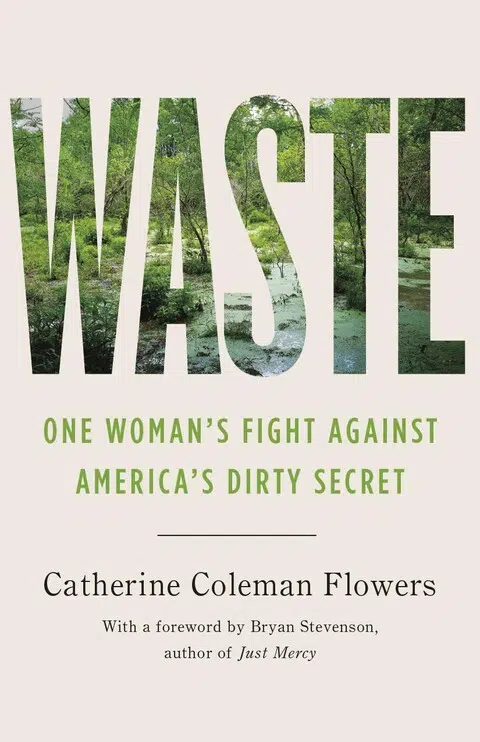 WASTE
ONE WOMAN'S FIGHT AGAINST
AMERICA'S DIRTY SECRET
Catherine Coleman Flowers
With a foreword by Bryan Stevenson,
author of Just Mercy